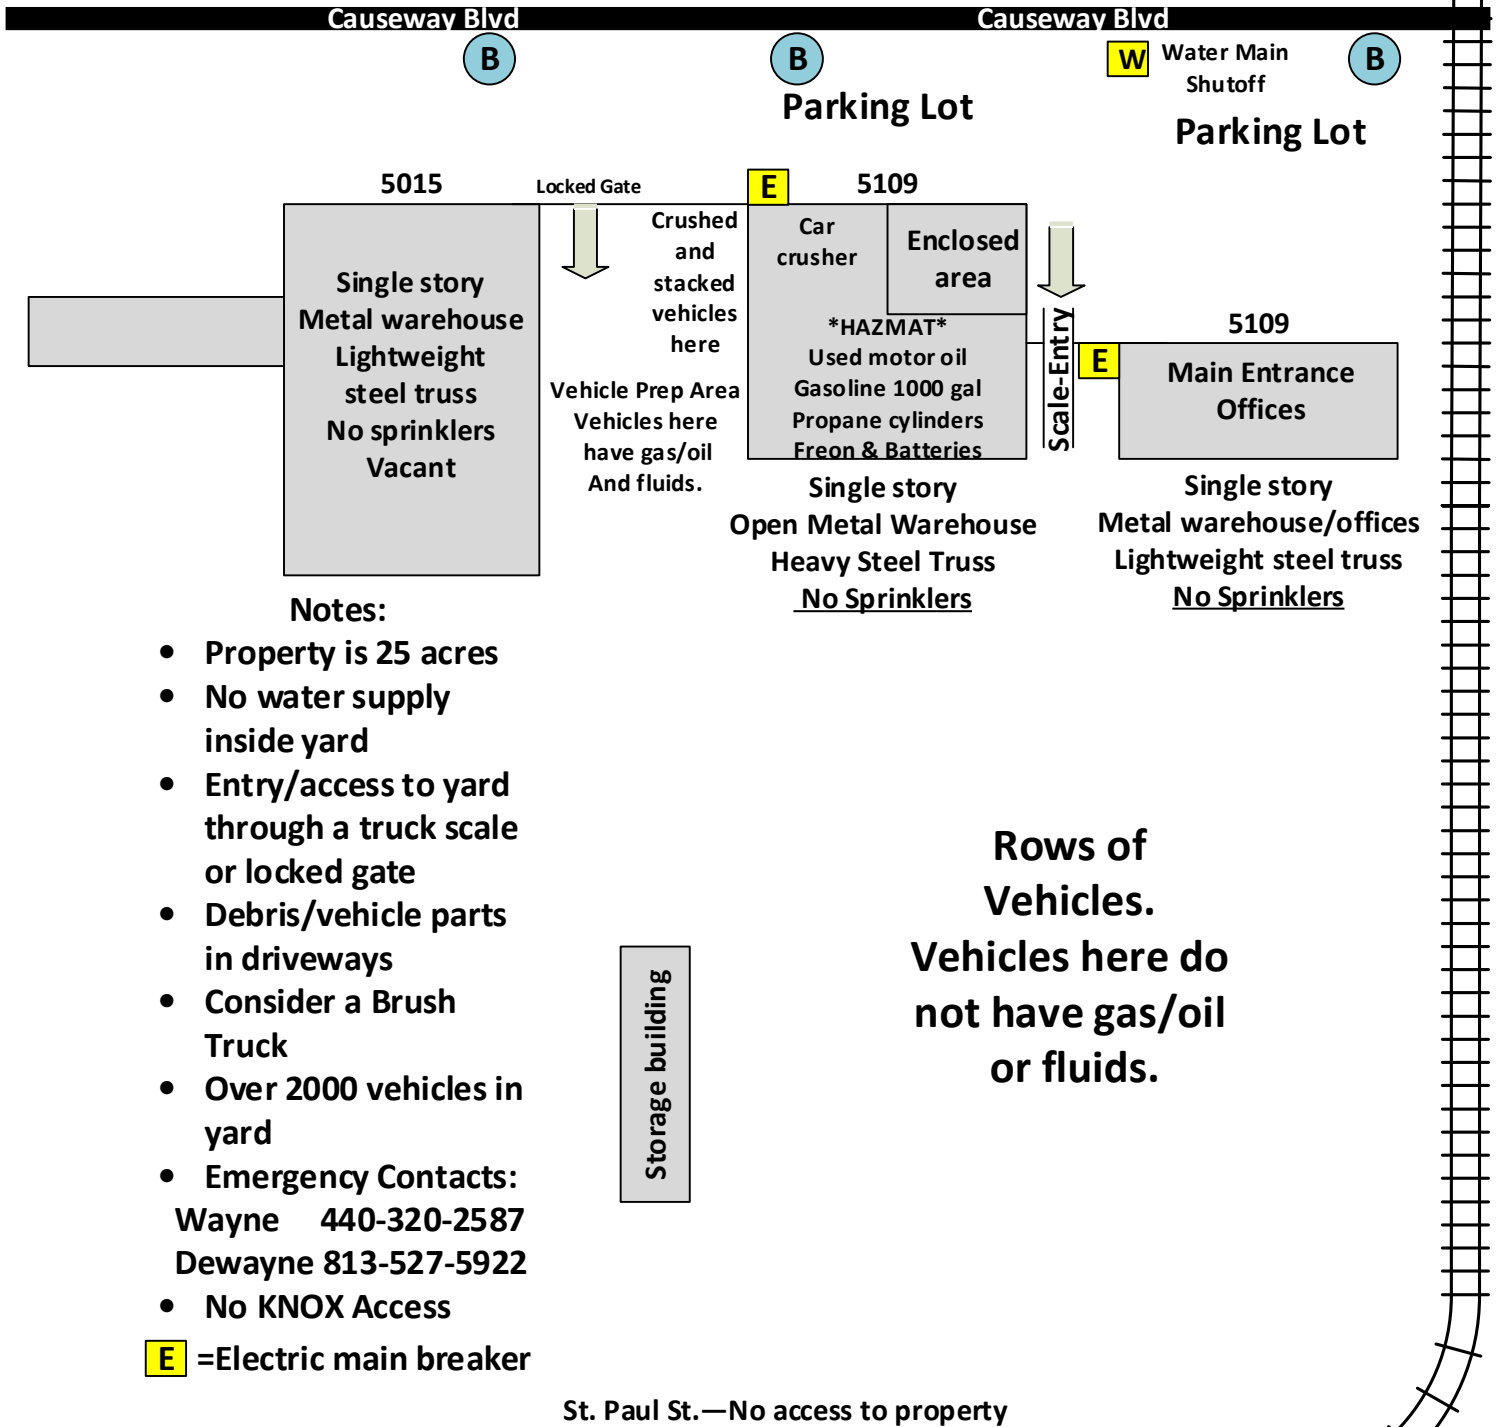 Causeway Blvd
Causeway Blvd
B
B
W
Water Main
Shutoff
B
Parking Lot
Parking Lot
5015
Locked Gate
E
5109
Single story
Metal warehouse
Lightweight
steel truss
No sprinklers
Vacant
Crushed
and
stacked
vehicles
here
Vehicle Prep Area
Vehicles here
have gas/oil
And fluids.
Car
crusher
Enclosed
area
*HAZMAT*
Used motor oil
Gasoline 1000 gal
Propane cylinders
Freon & Batteries
Single story
Open Metal Warehouse
Heavy Steel Truss
No Sprinklers
Scale-Entry
E
5109
Main Entrance
Offices
Single story
Metal warehouse/offices
Lightweight steel truss
No Sprinklers
Notes:
• Property is 25 acres
• No water supply
inside yard
• Entry/access to yard
through a truck scale
or locked gate
• Debris/vehicle parts
in driveways
• Consider a Brush
Truck
• Over 2000 vehicles in
yard
• Emergency Contacts:
Wayne 440-320-2587
Dewayne 813-527-5922
• No KNOX Access
E =Electric main breaker
Storage building
Rows of
Vehicles.
Vehicles here do
not have gas/oil
or fluids.
St. Paul St.—No access to property